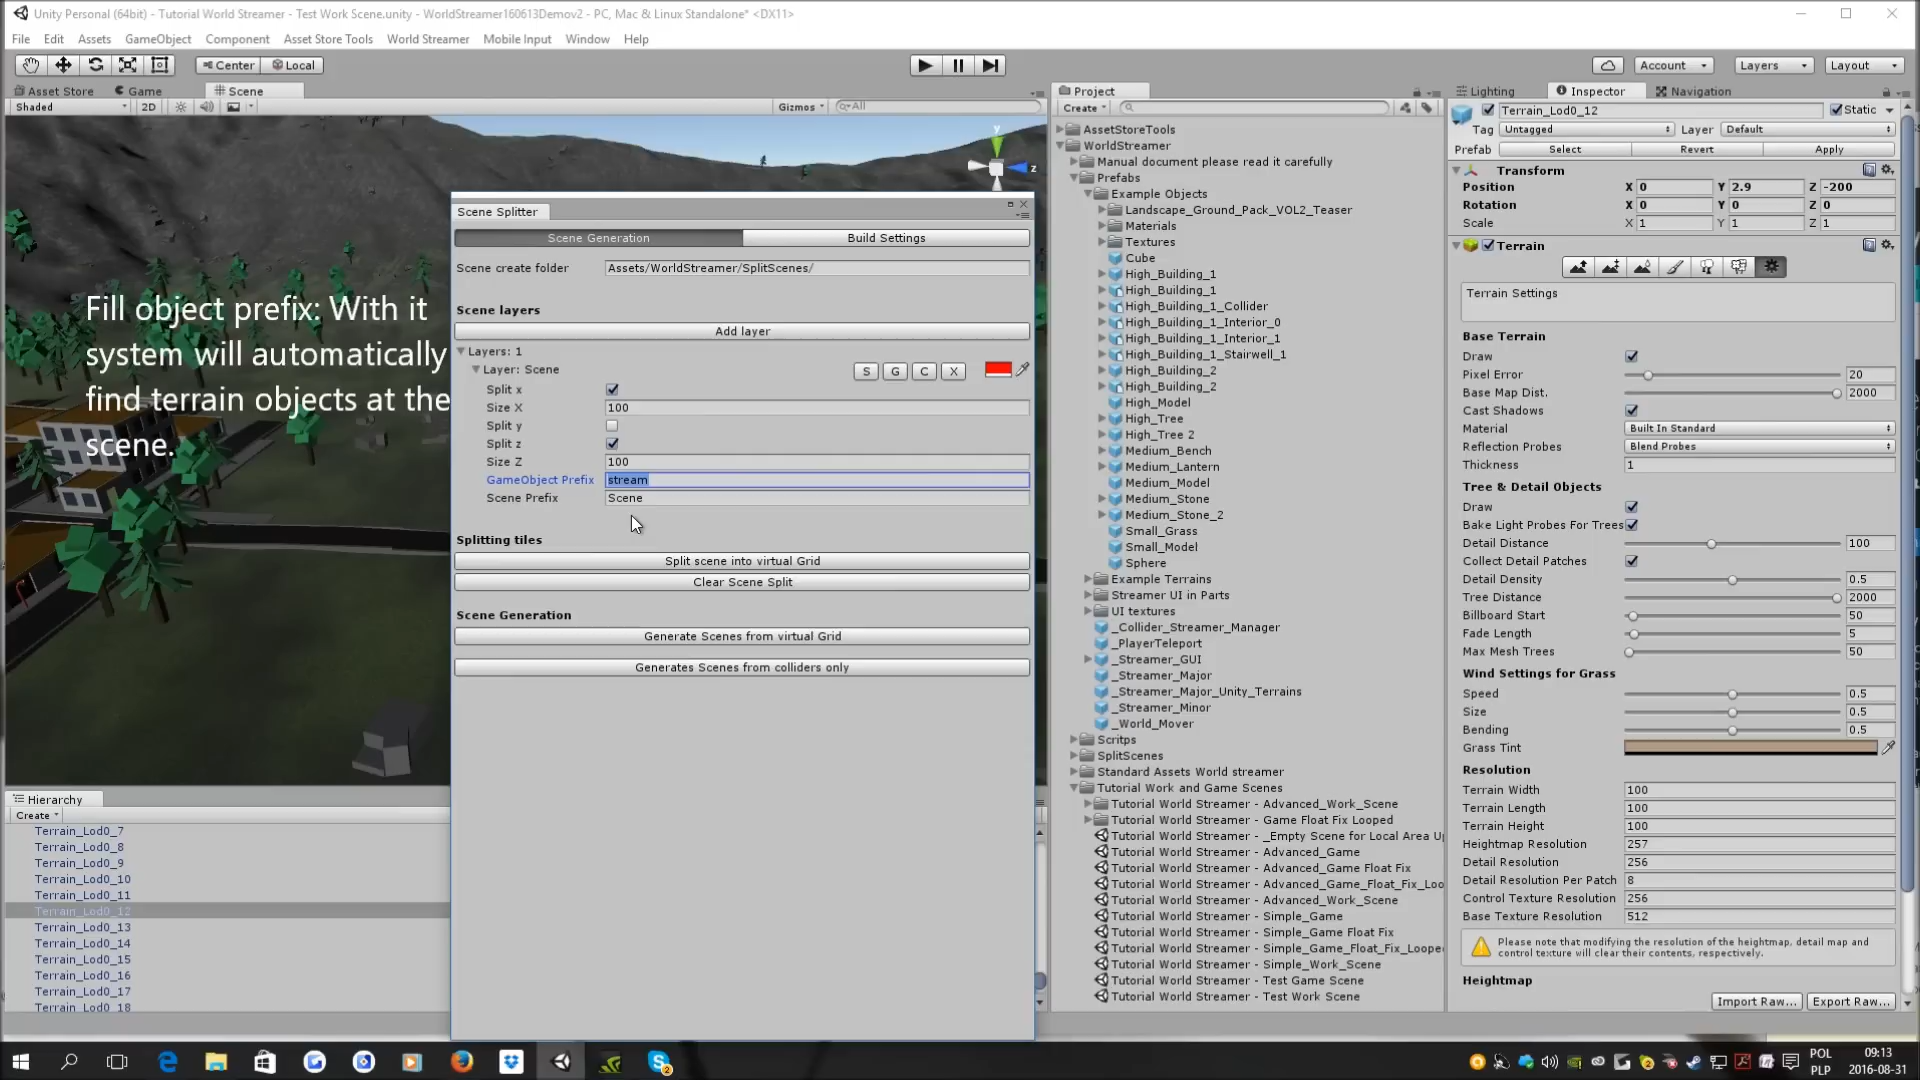 Unity Personal (64bit) - Tutorial World Streamer - Test Work Scene.unity - WorldStreamer160613Demov2 - PC, Mac & Linux Standalone* <DX11>
File Edit Assets GameObject Component Asset Store Tools World Streamer Mobile Input Window Help
Center Local Account Layers Layout
Asset Store Game Scene
Shaded 2D Gizmos All
Fill object prefix: With it
system will automatically
find terrain objects at the
scene.
Scene Splitter
Scene Generation Build Settings
Scene create folder Assets/WorldStreamer/SplitScenes/
Scene layers
Add layer
Layers: 1
Layer: Scene S G C X
Split x
Size X 100
Split y
Split z
Size Z 100
GameObject Prefix stream
Scene Prefix Scene
Splitting tiles
Split scene into virtual Grid
Clear Scene Split
Scene Generation
Generate Scenes from virtual Grid
Generates Scenes from colliders only
Hierarchy
Create
Terrain_Lod0_7
Terrain_Lod0_8
Terrain_Lod0_9
Terrain_Lod0_10
Terrain_Lod0_11
Terrain_Lod0_12
Terrain_Lod0_13
Terrain_Lod0_14
Terrain_Lod0_15
Terrain_Lod0_16
Terrain_Lod0_17
Terrain_Lod0_18
Project
Create
AssetStoreTools
WorldStreamer
Manual document please read it carefully
Prefabs
Example Objects
Landscape_Ground_Pack_VOL2_Teaser
Materials
Textures
Cube
High_Building_1
High_Building_1
High_Building_1_Collider
High_Building_1_Interior_0
High_Building_1_Interior_1
High_Building_1_Stairwell_1
High_Building_2
High_Building_2
High_Model
High_Tree
High_Tree 2
Medium_Bench
Medium_Lantern
Medium_Model
Medium_Stone
Medium_Stone_2
Small_Grass
Small_Model
Sphere
Example Terrains
Streamer UI in Parts
UI textures
_Collider_Streamer_Manager
_PlayerTeleport
_Streamer_GUI
_Streamer_Major
_Streamer_Major_Unity_Terrains
_Streamer_Minor
_World_Mover
Scritps
SplitScenes
Standard Assets World streamer
Tutorial Work and Game Scenes
Tutorial World Streamer - Advanced_Work_Scene
Tutorial World Streamer - Game Float Fix Looped
Tutorial World Streamer - _Empty Scene for Local Area U
Tutorial World Streamer - Advanced_Game
Tutorial World Streamer - Advanced_Game Float Fix
Tutorial World Streamer - Advanced_Game_Float_Fix_Loo
Tutorial World Streamer - Advanced_Work_Scene
Tutorial World Streamer - Simple_Game
Tutorial World Streamer - Simple_Game Float Fix
Tutorial World Streamer - Simple_Game_Float_Fix_Looped
Tutorial World Streamer - Simple_Work_Scene
Tutorial World Streamer - Test Game Scene
Tutorial World Streamer - Test Work Scene
Lighting Inspector Navigation
Terrain_Lod0_12 Static
Tag Untagged Layer Default
Prefab Select Revert Apply
Transform
Position X 0 Y 2.9 Z -200
Rotation X 0 Y 0 Z 0
Scale X 1 Y 1 Z 1
Terrain
Terrain Settings
Base Terrain
Draw
Pixel Error 20
Base Map Dist. 2000
Cast Shadows
Material Built In Standard
Reflection Probes Blend Probes
Thickness 1
Tree & Detail Objects
Draw
Bake Light Probes For Trees
Detail Distance 100
Collect Detail Patches
Detail Density 0.5
Tree Distance 2000
Billboard Start 50
Fade Length 5
Max Mesh Trees 50
Wind Settings for Grass
Speed 0.5
Size 0.5
Bending 0.5
Grass Tint
Resolution
Terrain Width 100
Terrain Length 100
Terrain Height 100
Heightmap Resolution 257
Detail Resolution 256
Detail Resolution Per Patch 8
Control Texture Resolution 256
Base Texture Resolution 512
Please note that modifying the resolution of the heightmap, detail map and
control texture will clear their contents, respectively.
Heightmap
Import Raw... Export Raw...
y
z
POL
PLP
09:13
2016-08-31